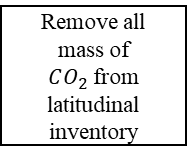 Remove all
mass of
𝐶𝑂₂ from
latitudinal
inventory